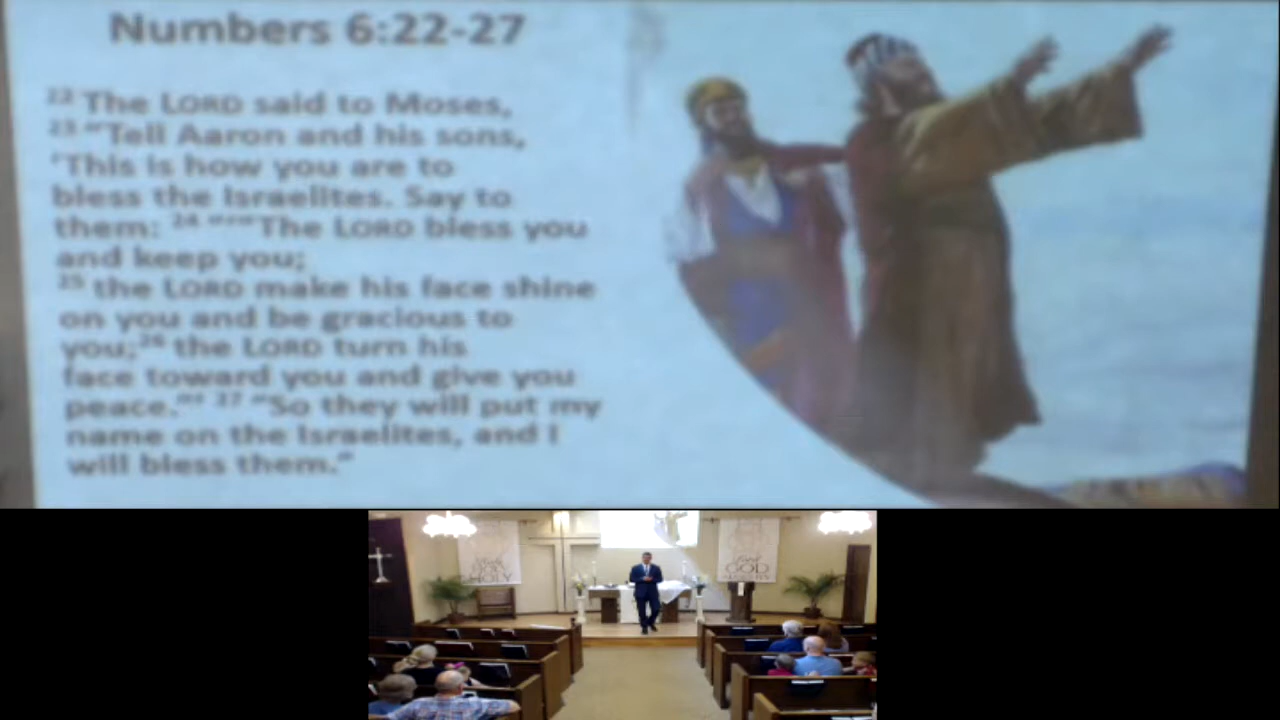 Numbers 6:22-27
22 The LORD said to Moses,
23 "Tell Aaron and his sons,
'This is how you are to
bless the Israelites. Say to
them: 24 "'"The LORD bless you
and keep you;
25 the LORD make his face shine
on you and be gracious to
you;26 the LORD turn his
face toward you and give you
peace."' 27 "So they will put my
name on the Israelites, and I
will bless them."
HOLY
Lord
GOD